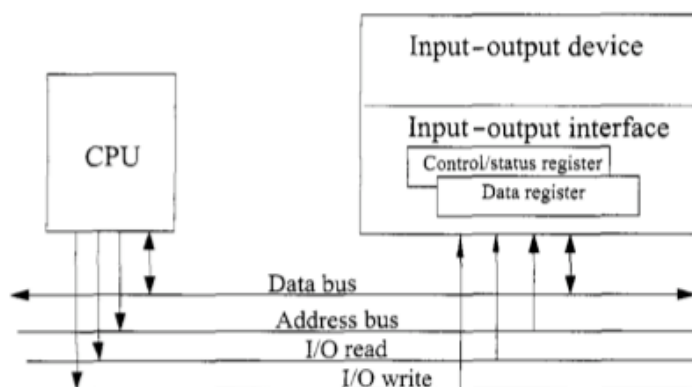 Input-output device
Input-output interface
CPU
Control/status register
Data register
Data bus
Address bus
I/O read
I/O write